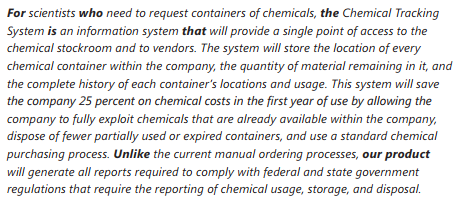 For scientists who need to request containers of chemicals, the Chemical Tracking
System is an information system that will provide a single point of access to the
chemical stockroom and to vendors. The system will store the location of every
chemical container within the company, the quantity of material remaining in it, and
the complete history of each container's locations and usage. This system will save
the company 25 percent on chemical costs in the first year of use by allowing the
company to fully exploit chemicals that are already available within the company,
dispose of fewer partially used or expired containers, and use a standard chemical
purchasing process. Unlike the current manual ordering processes, our product
will generate all reports required to comply with federal and state government
regulations that require the reporting of chemical usage, storage, and disposal.